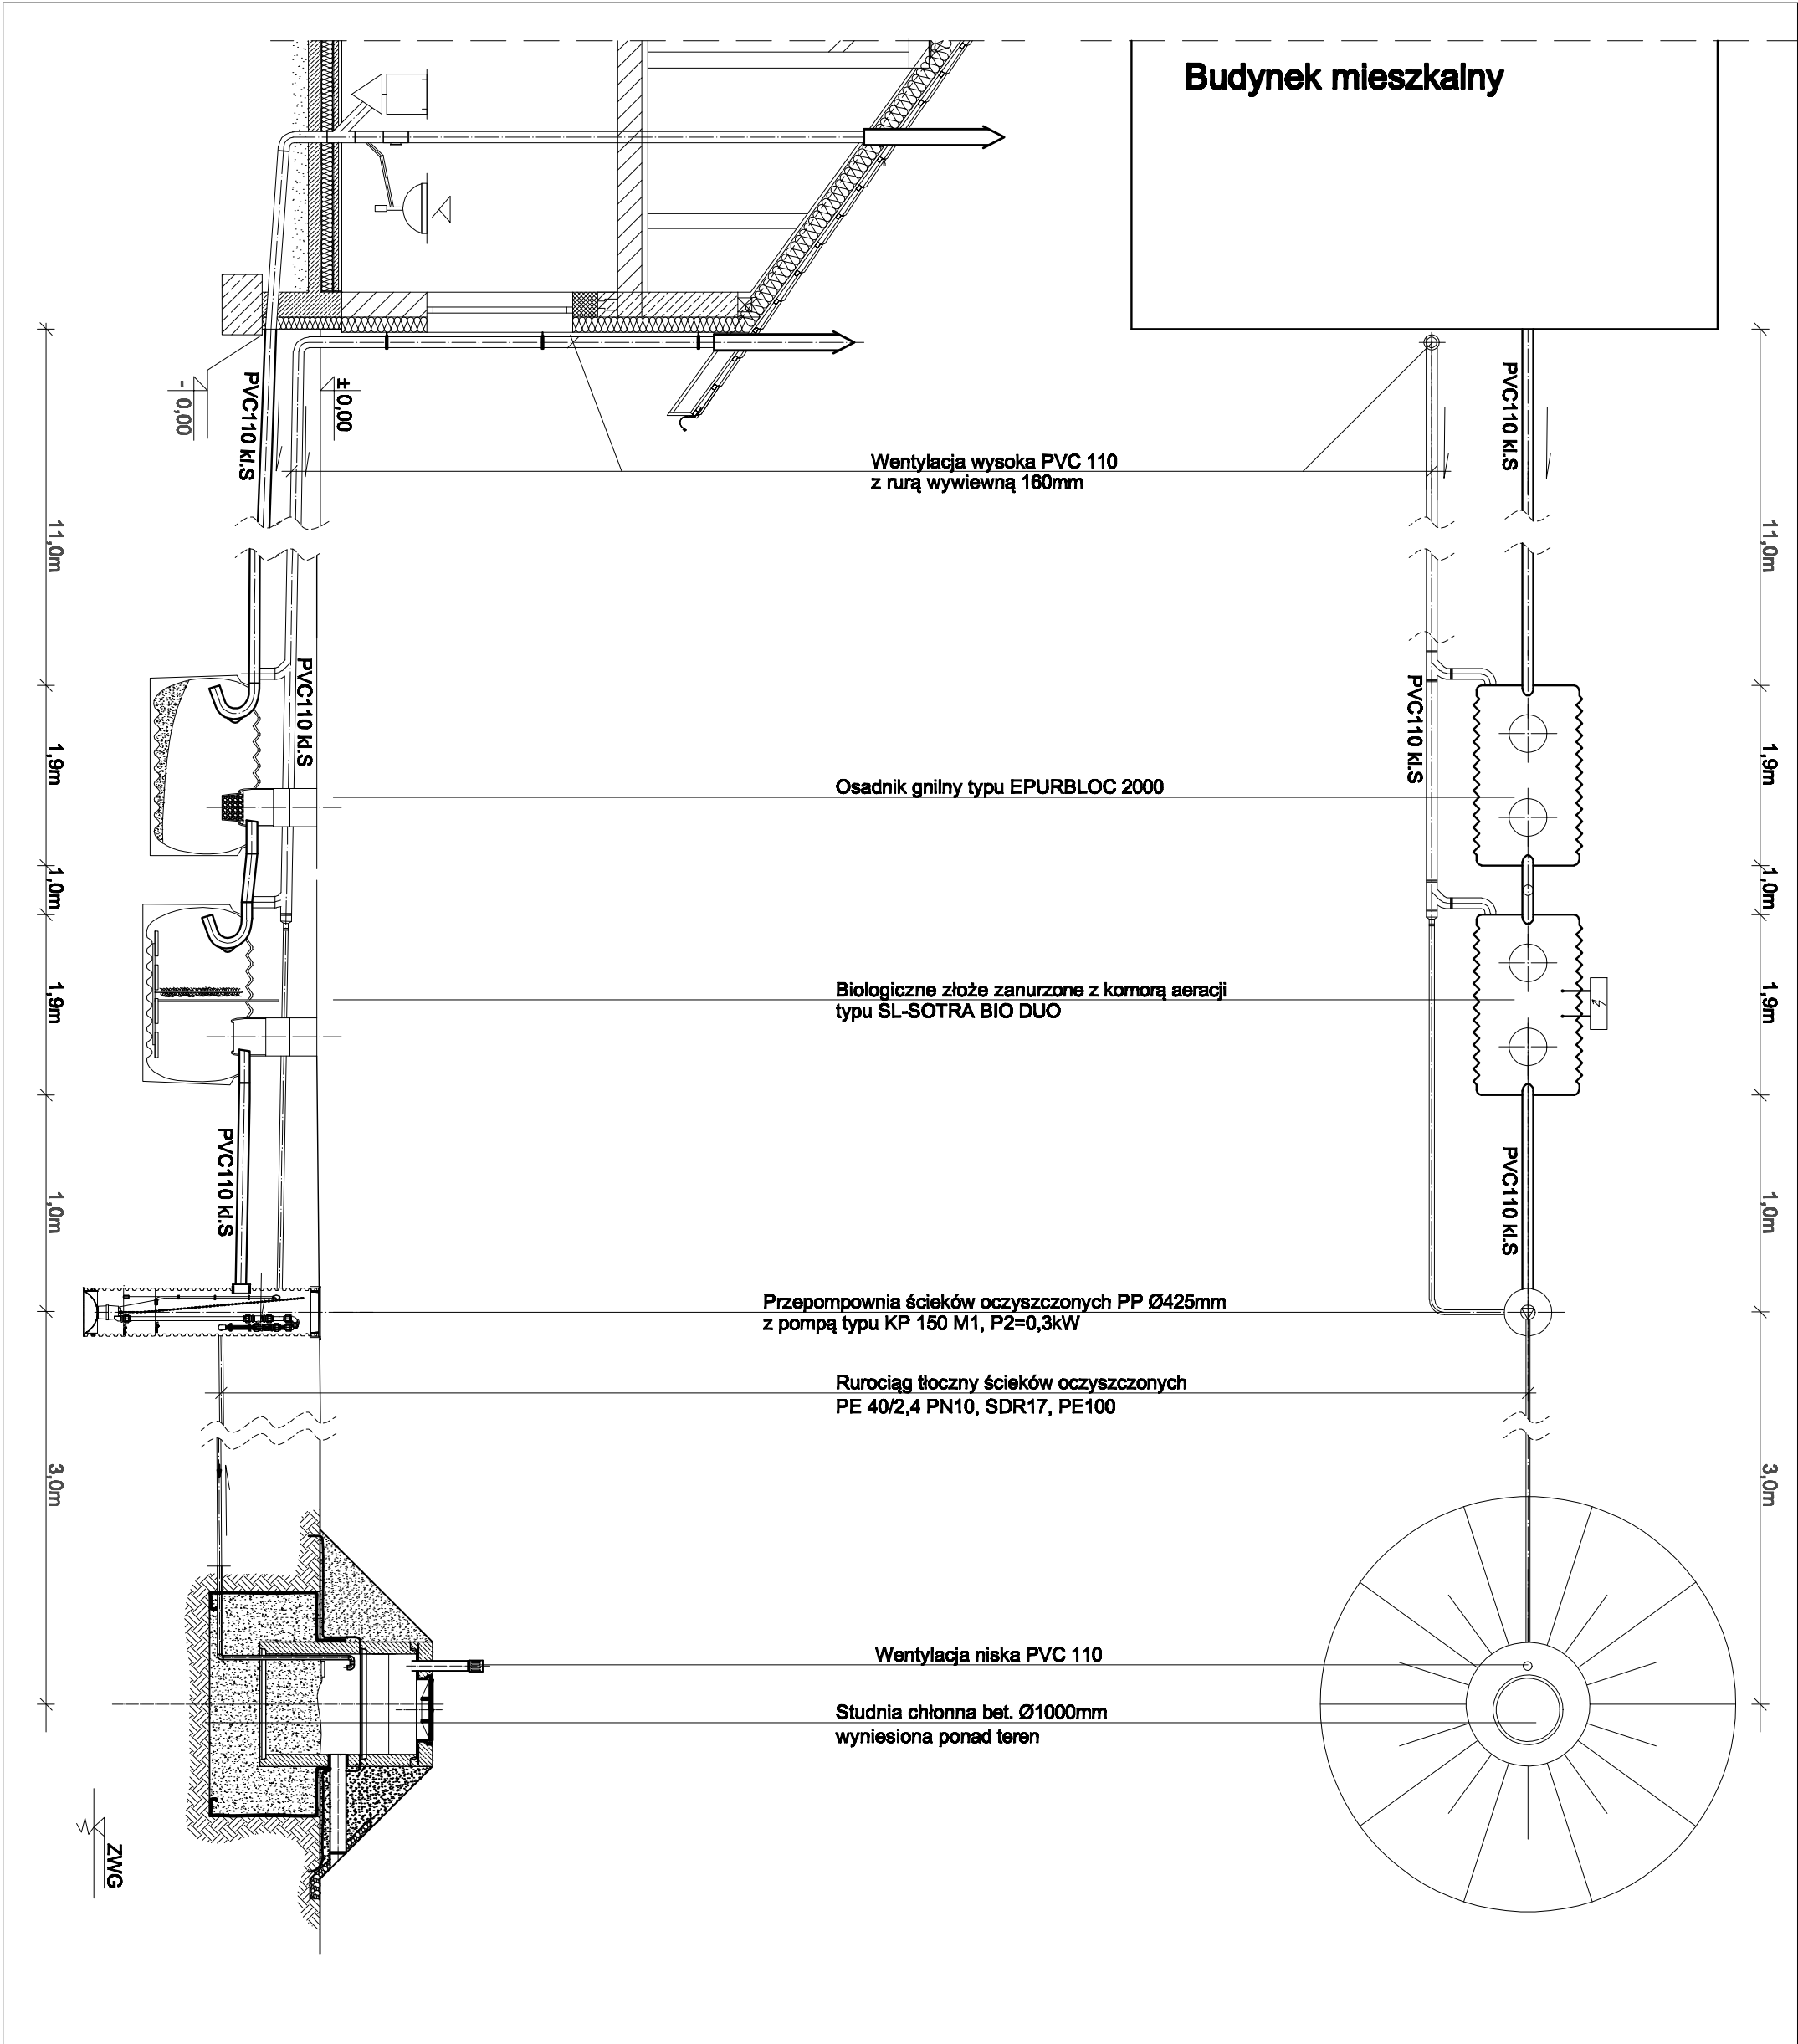 Budynek mieszkalny
PVC110 kl.S
- 0,00
± 0,00
PVC110 kl.S
Wentylacja wysoka PVC 110
z rurą wywiewną 160mm
11,0m
11,0m
PVC110 kl.S
PVC110 kl.S
1,9m
1,9m
Osadnik gnilny typu EPURBLOC 2000
1,0m
1,0m
Biologiczne złoże zanurzone z komorą aeracji
typu SL-SOTRA BIO DUO
1,9m
1,9m
PVC110 kl.S
PVC110 kl.S
1,0m
1,0m
Przepompownia ścieków oczyszczonych PP Ø425mm
z pompą typu KP 150 M1, P2=0,3kW
Rurociąg tłoczny ścieków oczyszczonych
PE 40/2,4 PN10, SDR17, PE100
3,0m
3,0m
Wentylacja niska PVC 110
Studnia chłonna bet. Ø1000mm
wyniesiona ponad teren
ZWG